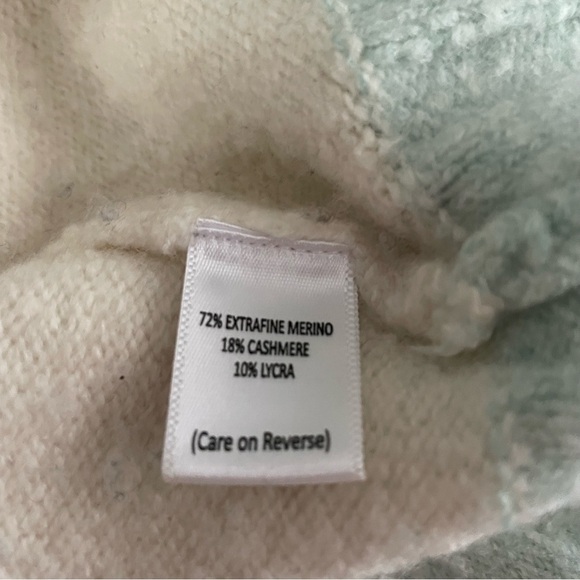 72% EXTRAFINE MERINO
18% CASHMERE
10% LYCRA
(Care on Reverse)